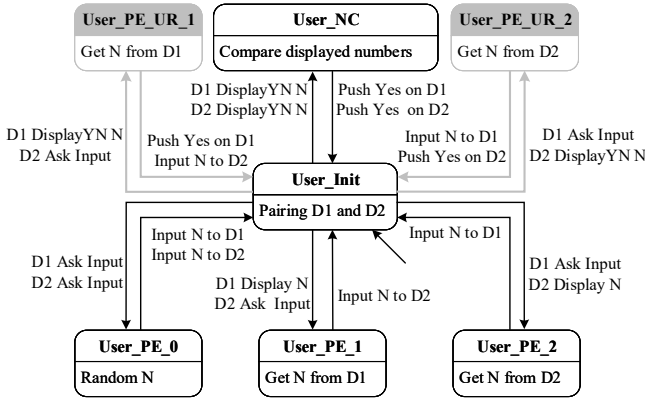 User_PE_UR_1
Get N from D1
User_NC
Compare displayed numbers
User_PE_UR_2
Get N from D2
D1 DisplayYN N
D2 Ask Input
Push Yes on D1
Input N to D2
D1 DisplayYN N
D2 DisplayYN N
Push Yes on D1
Push Yes on D2
Input N to D1
Push Yes on D2
D1 Ask Input
D2 DisplayYN N
User_Init
Pairing D1 and D2
D1 Ask Input
D2 Ask Input
Input N to D1
Input N to D2
D1 Display N
D2 Ask Input
Input N to D2
Input N to D1
D1 Ask Input
D2 Display N
User_PE_0
Random N
User_PE_1
Get N from D1
User_PE_2
Get N from D2